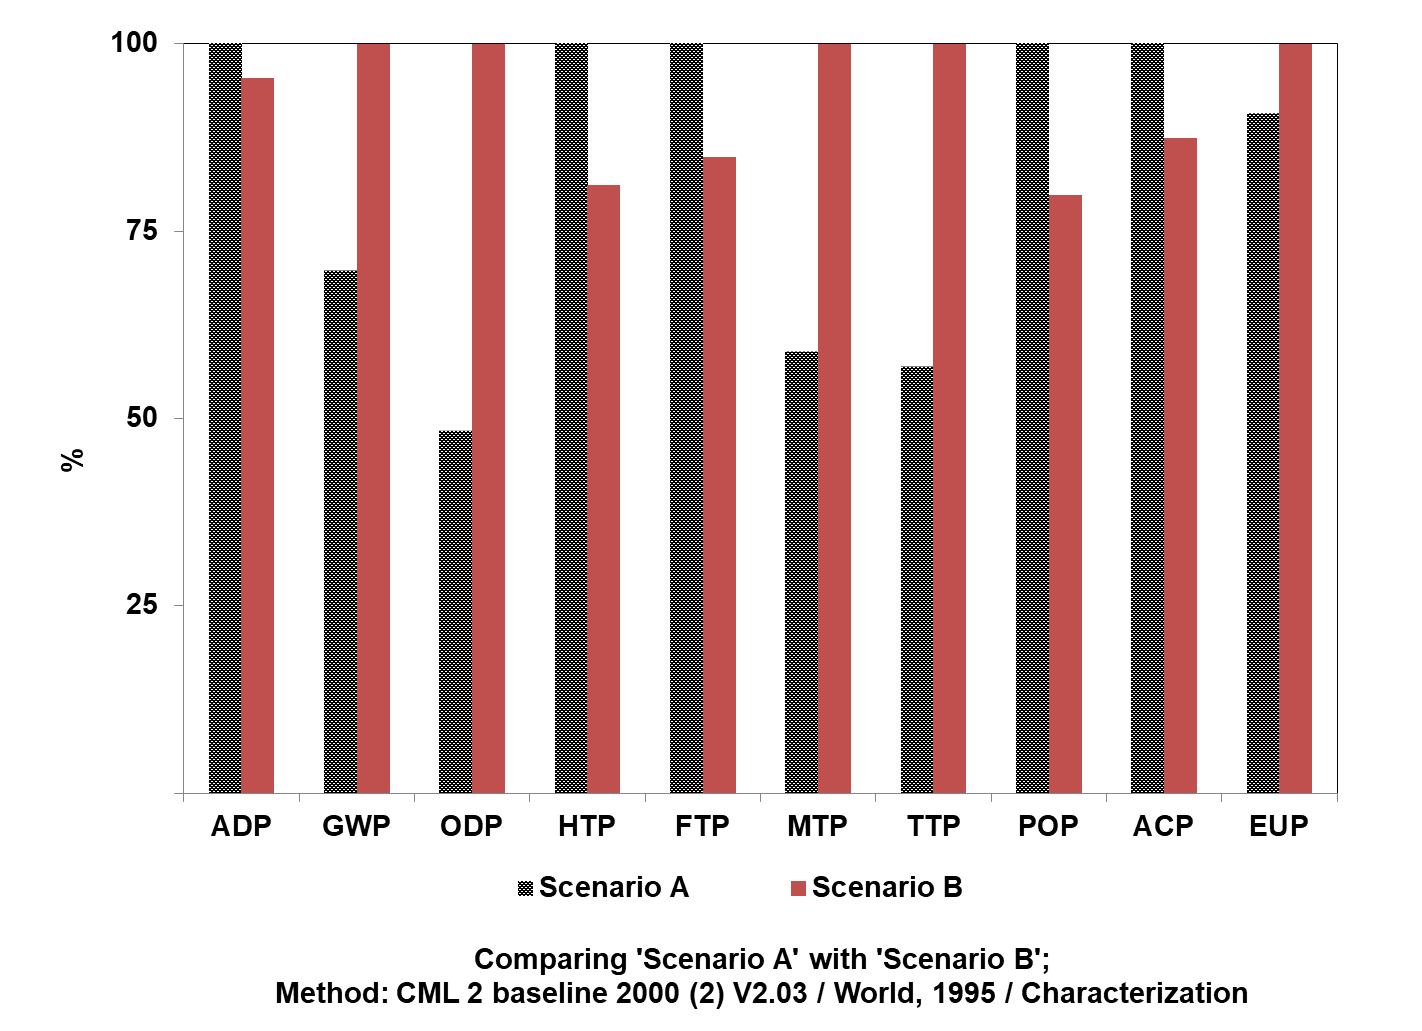 100
75
50
25
%
ADP GWP ODP HTP FTP MTP TTP POP ACP EUP
Scenario A Scenario B
Comparing 'Scenario A' with 'Scenario B';
Method: CML 2 baseline 2000 (2) V2.03 / World, 1995 / Characterization